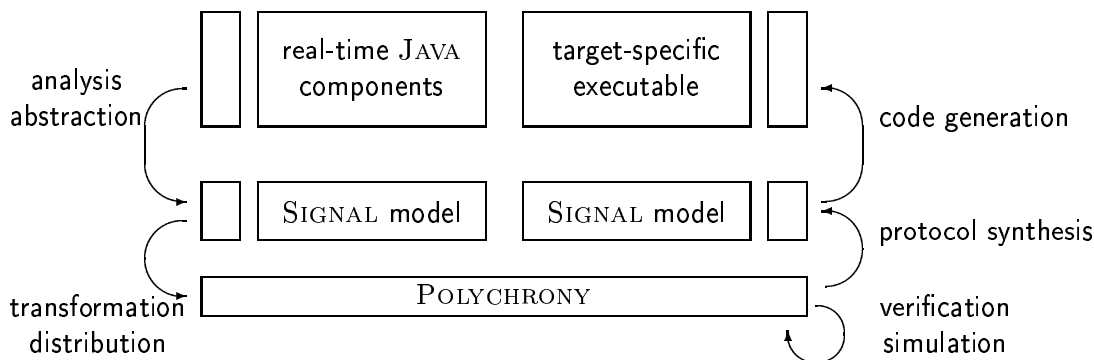 real-time JAVA
components
target-specific
executable
analysis
abstraction
code generation
SIGNAL model
SIGNAL model
protocol synthesis
POLYCHRONY
transformation
distribution
verification
simulation